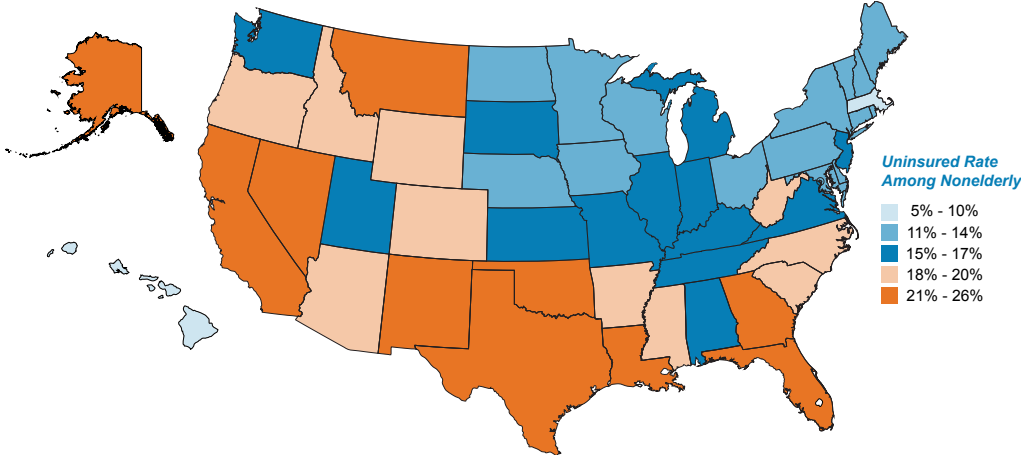 Uninsured Rate
Among Nonelderly
5% - 10%
11% - 14%
15% - 17%
18% - 20%
21% - 26%